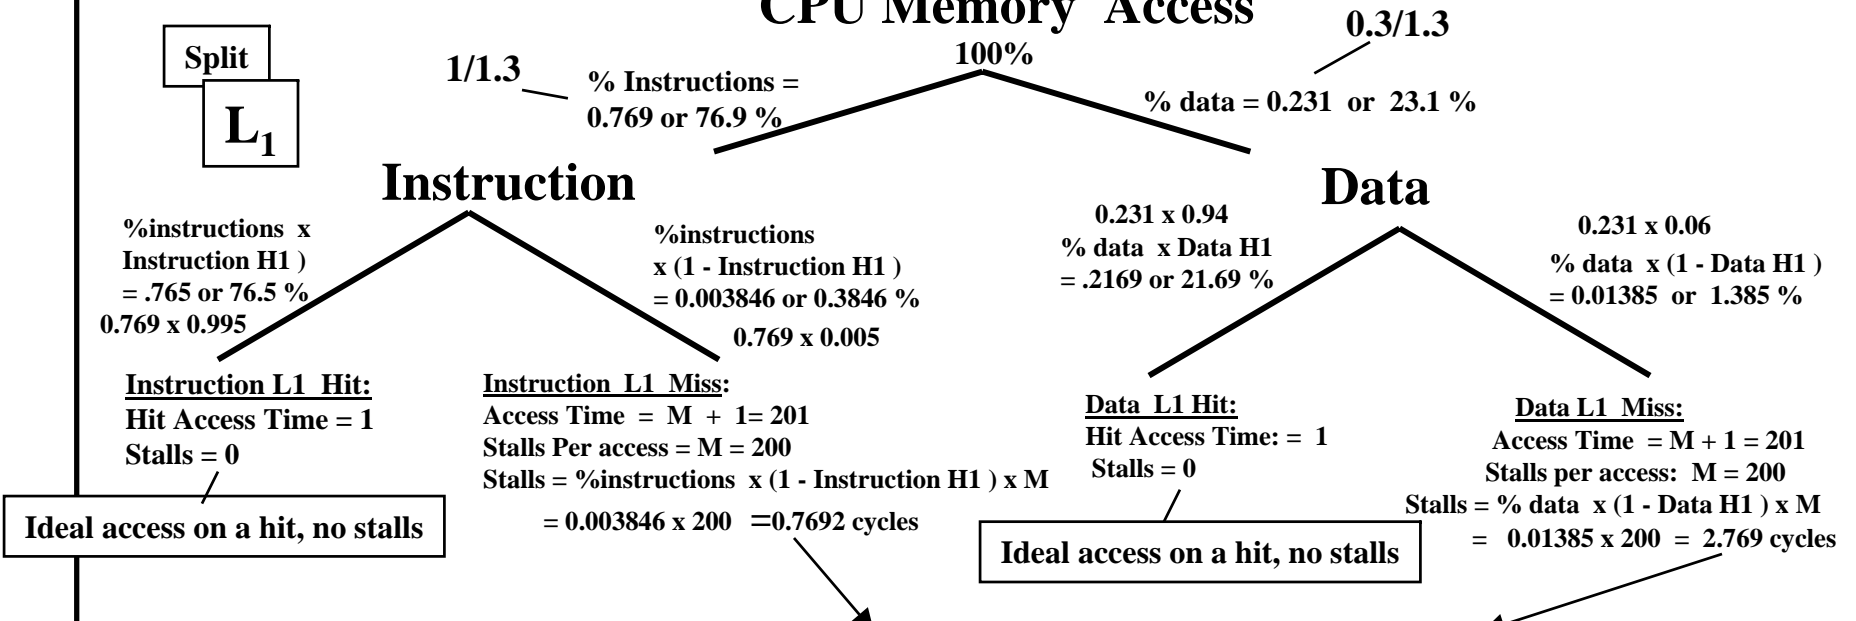 CPU Memory Access
100%
Split
L1
1/1.3
% Instructions =
0.769 or 76.9 %
0.3/1.3
% data = 0.231 or 23.1 %
Instruction
Data
%instructions x
Instruction H1 )
= .765 or 76.5 %
0.769 x 0.995
%instructions
x (1 - Instruction H1 )
= 0.003846 or 0.3846 %
0.769 x 0.005
0.231 x 0.94
% data x Data H1
= .2169 or 21.69 %
0.231 x 0.06
% data x (1 - Data H1 )
= 0.01385 or 1.385 %
Instruction L1 Hit:
Hit Access Time = 1
Stalls = 0
Ideal access on a hit, no stalls
Instruction L1 Miss:
Access Time = M + 1= 201
Stalls Per access = M = 200
Stalls = %instructions x (1 - Instruction H1 ) x M
= 0.003846 x 200 =0.7692 cycles
Data L1 Hit:
Hit Access Time: = 1
Stalls = 0
Ideal access on a hit, no stalls
Data L1 Miss:
Access Time = M + 1 = 201
Stalls per access: M = 200
Stalls = % data x (1 - Data H1 ) x M
= 0.01385 x 200 = 2.769 cycles